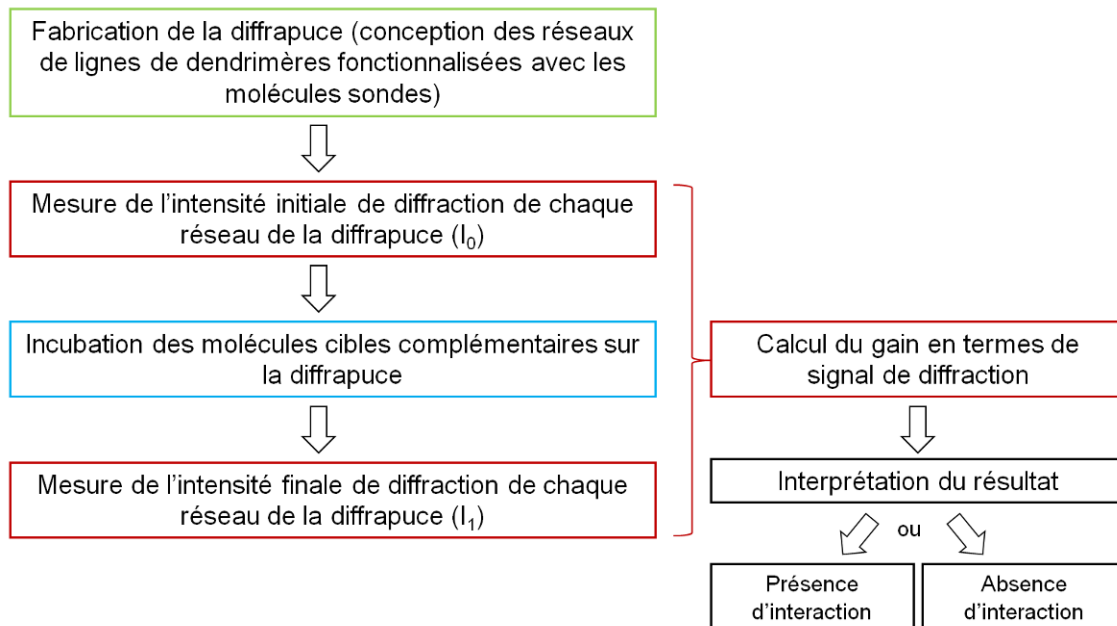 Fabrication de la diffrapuce (conception des réseaux
de lignes de dendrimères fonctionnalisées avec les
molécules sondes)
Mesure de l'intensité initiale de diffraction de chaque
réseau de la diffrapuce (I₀)
Incubation des molécules cibles complémentaires sur
la diffrapuce
Mesure de l'intensité finale de diffraction de chaque
réseau de la diffrapuce (I₁)
Calcul du gain en termes de
signal de diffraction
Interprétation du résultat
ou
Présence
d'interaction
Absence
d'interaction